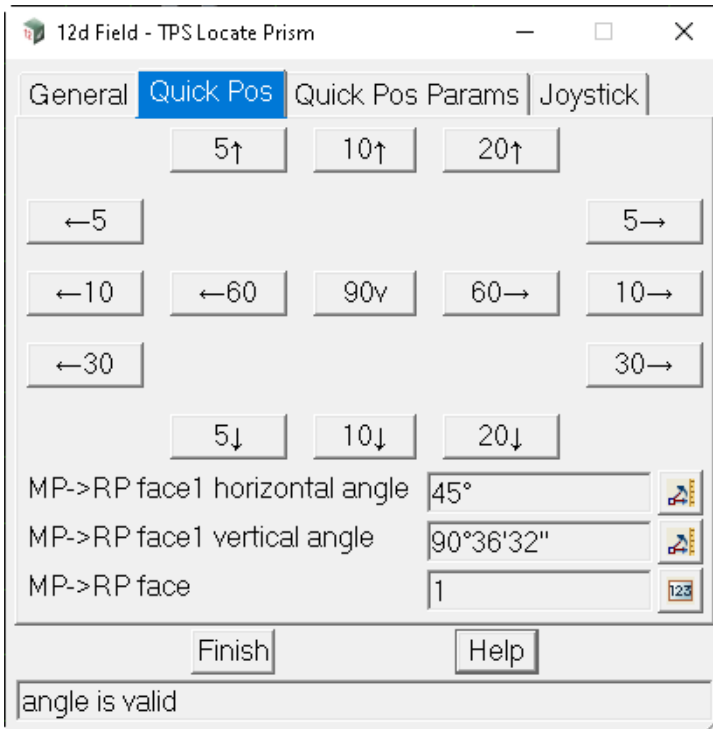 12d Field - TPS Locate Prism
General Quick Pos Quick Pos Params Joystick
5↑ 10↑ 20↑
←5 5→
←10 ←60 90v 60→ 10→
←30 30→
5↓ 10↓ 20↓
MP->RP face1 horizontal angle 45°
MP->RP face1 vertical angle 90°36'32"
MP->RP face 1
123
Finish Help
angle is valid